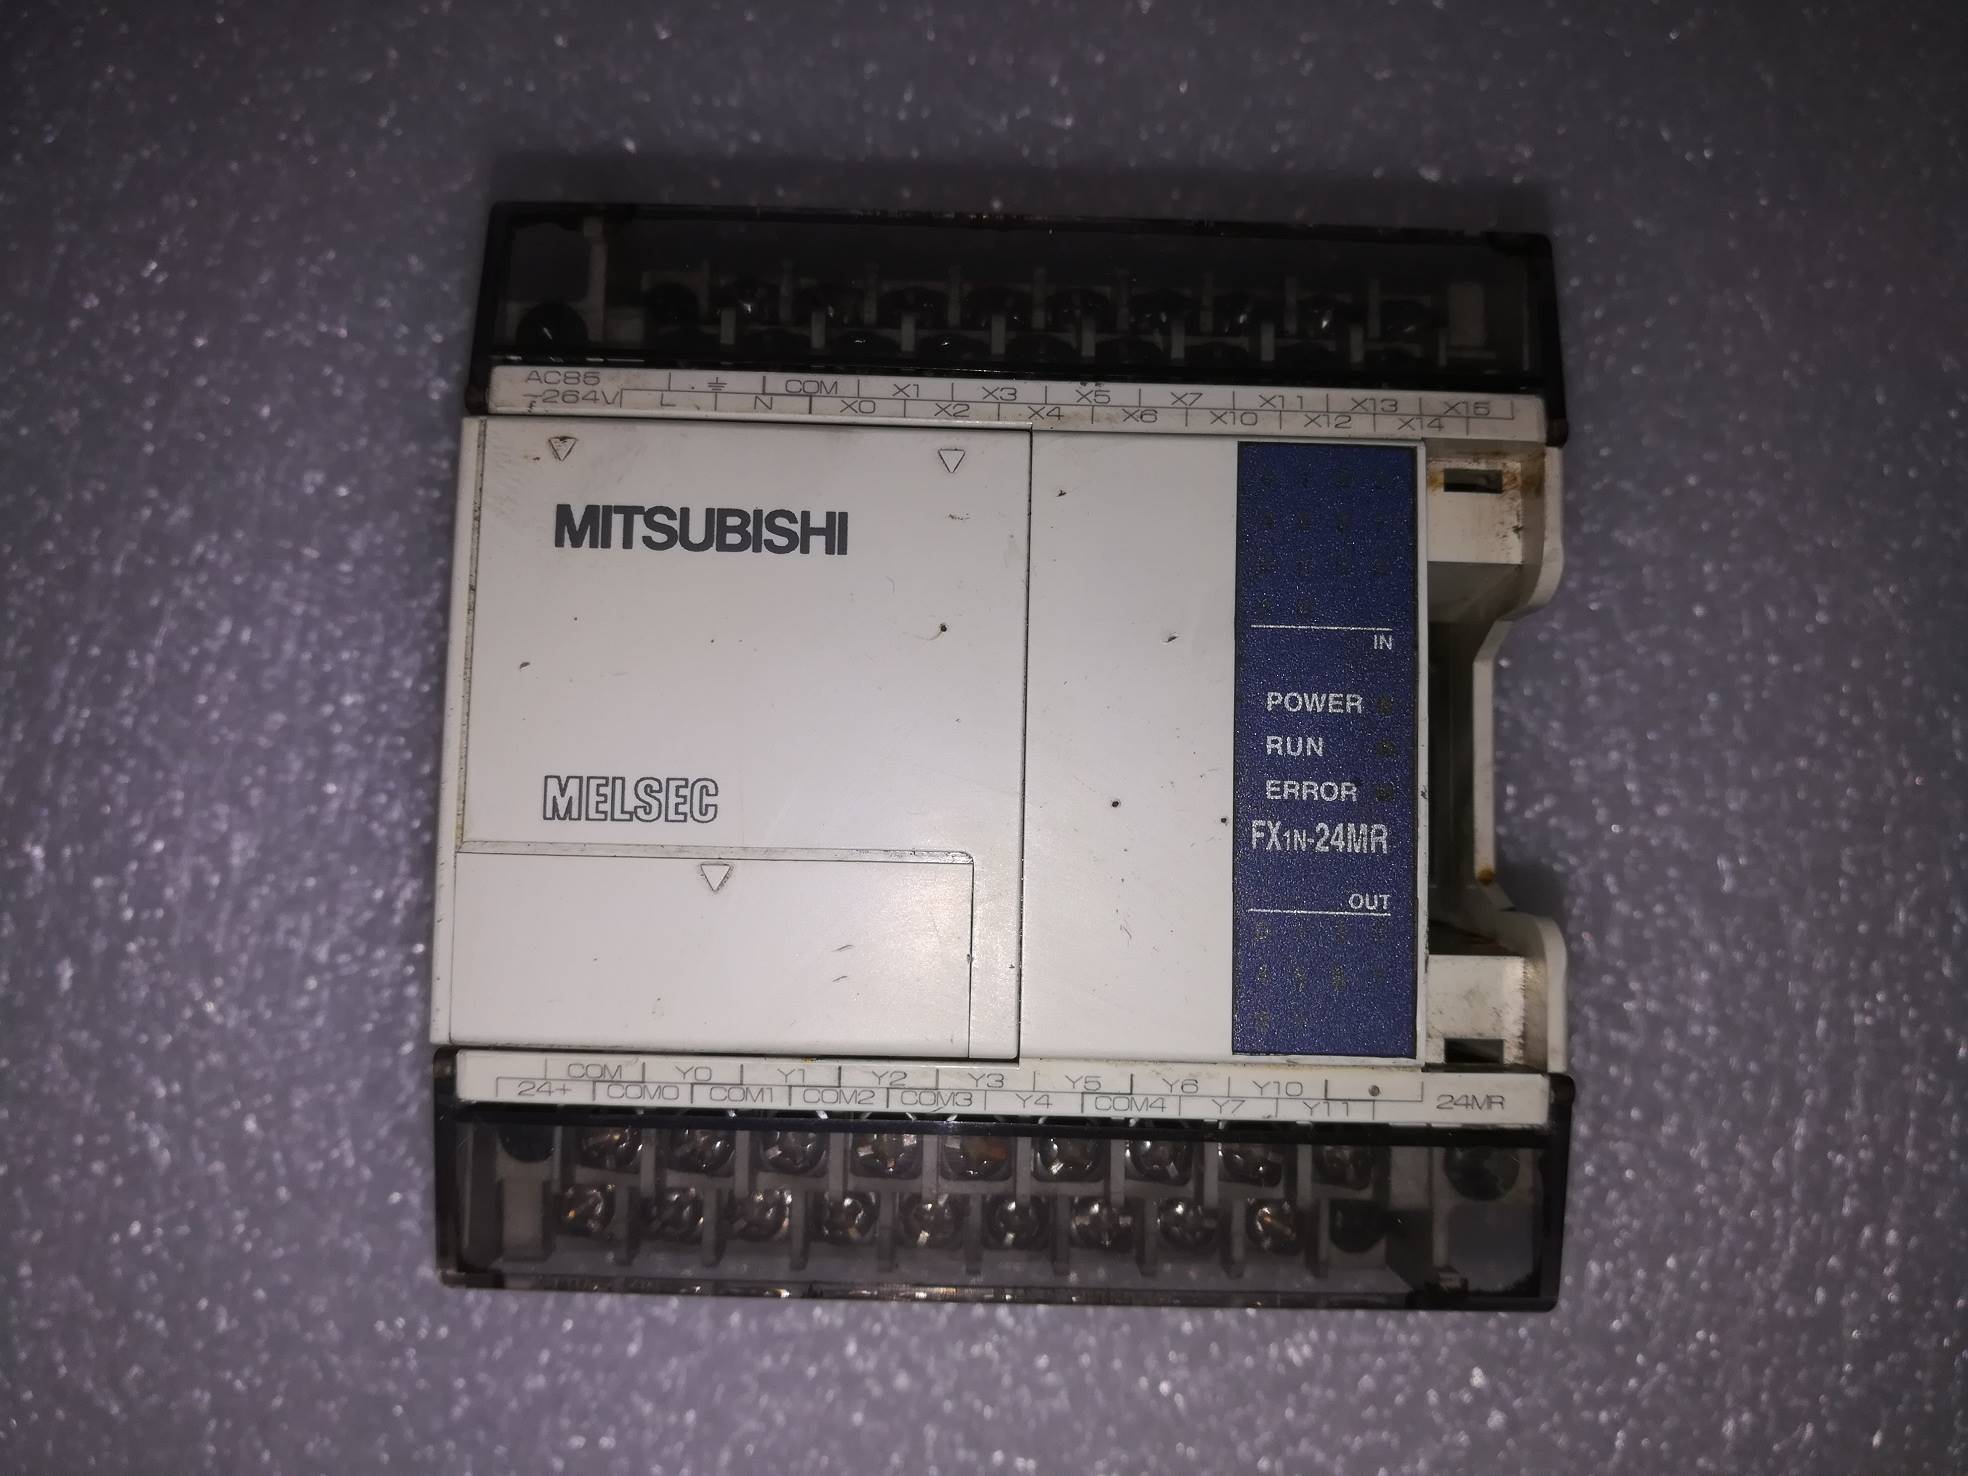 AC85 ⏚ COM X1 X3 X5 X7 X11 X13 X15
~264V L N X0 X2 X4 X6 X10 X12 X14
MITSUBISHI
MELSEC
IN
POWER
RUN
ERROR
FX1N-24MR
OUT
COM Y0 Y1 Y2 Y3 Y5 Y6 Y10 •
24+ COM0 COM1 COM2 COM3 Y4 COM4 Y7 Y11 24MR